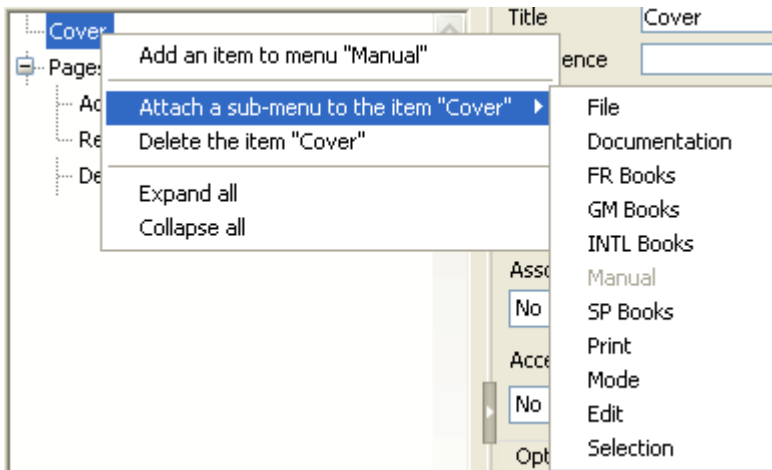 Cover
Pages
Add an item to menu "Manual"
Attach a sub-menu to the item "Cover"
Delete the item "Cover"
Expand all
Collapse all
Title
Cover
File
Documentation
FR Books
GM Books
INTL Books
Manual
SP Books
Print
Mode
Edit
Selection
No
No